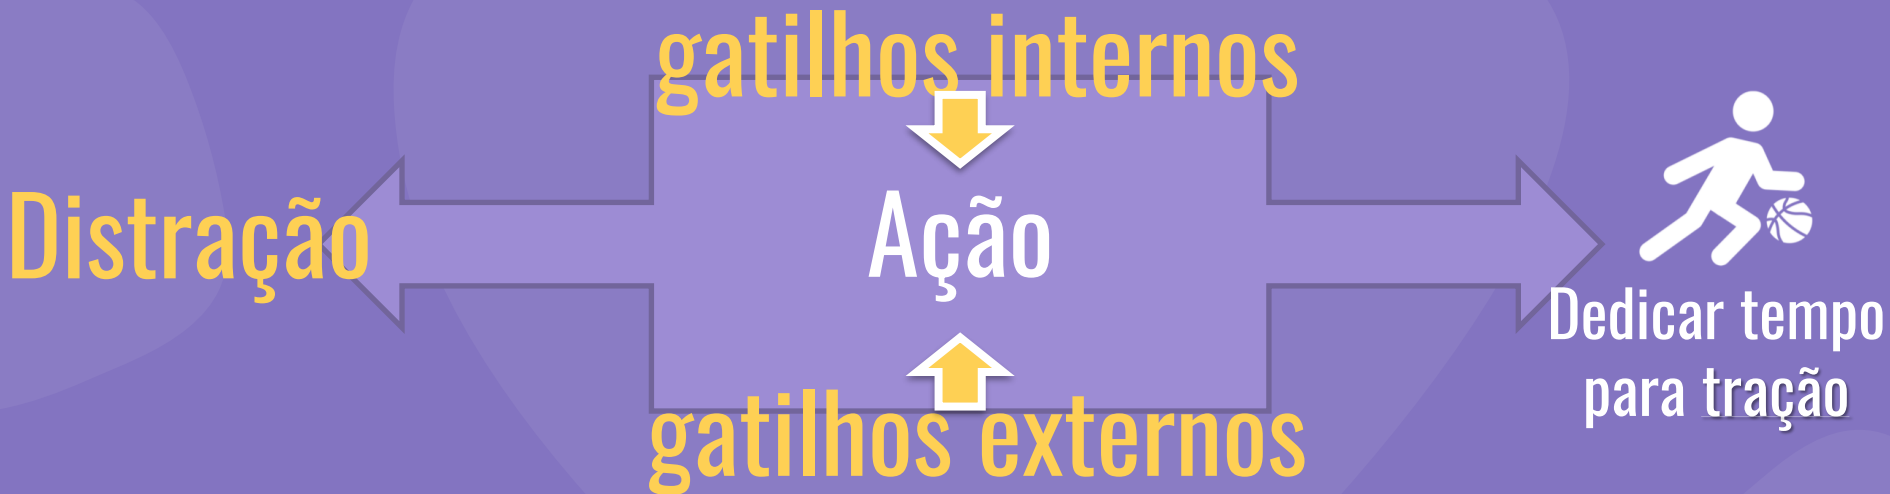 gatilhos internos
Distração
Ação
Dedicar tempo
para tração
gatilhos externos